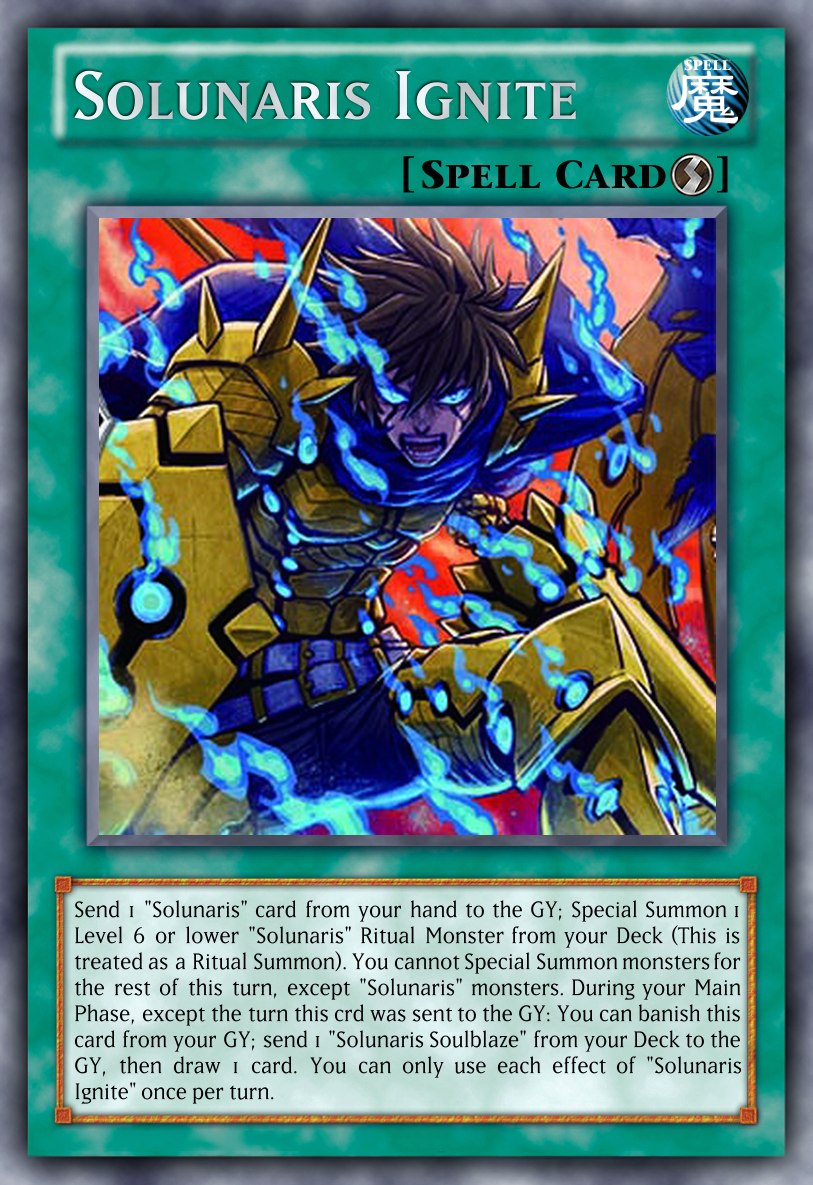 Solunaris Ignite
SPELL
魔
[Spell Card]
Send 1 "Solunaris" card from your hand to the GY; Special Summon 1
Level 6 or lower "Solunaris" Ritual Monster from your Deck (This is
treated as a Ritual Summon). You cannot Special Summon monsters for
the rest of this turn, except "Solunaris" monsters. During your Main
Phase, except the turn this crd was sent to the GY: You can banish this
card from your GY; send 1 "Solunaris Soulblaze" from your Deck to the
GY, then draw 1 card. You can only use each effect of "Solunaris
Ignite" once per turn.